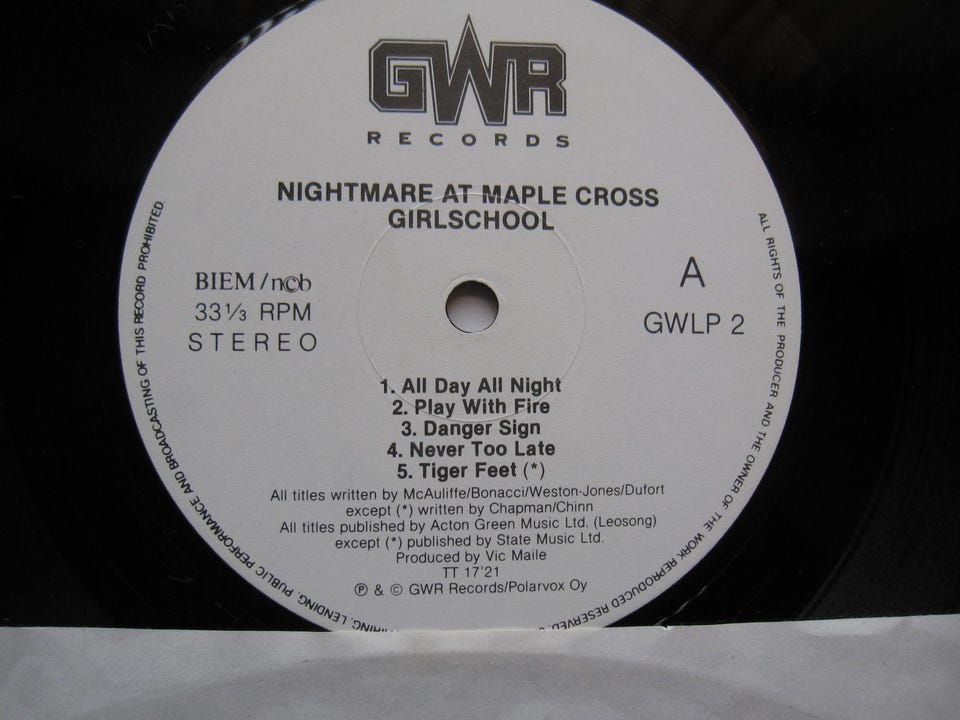 GWR
RECORDS
NIGHTMARE AT MAPLE CROSS
GIRLSCHOOL
BIEM/n©b
33⅓ RPM
STEREO
A
GWLP 2
1. All Day All Night
2. Play With Fire
3. Danger Sign
4. Never Too Late
5. Tiger Feet (*)
All titles written by McAuliffe/Bonacci/Weston-Jones/Dufort
except (*) written by Chapman/Chinn
All titles published by Acton Green Music Ltd. (Leosong)
except (*) published by State Music Ltd.
Produced by Vic Maile
TT 17'21
℗ & © GWR Records/Polarvox Oy
ALL RIGHTS OF THE PRODUCER AND THE OWNER OF THE WORK REPRODUCED RESERVED.
HIRING, LENDING, PUBLIC PERFORMANCE AND BROADCASTING OF THIS RECORD PROHIBITED.